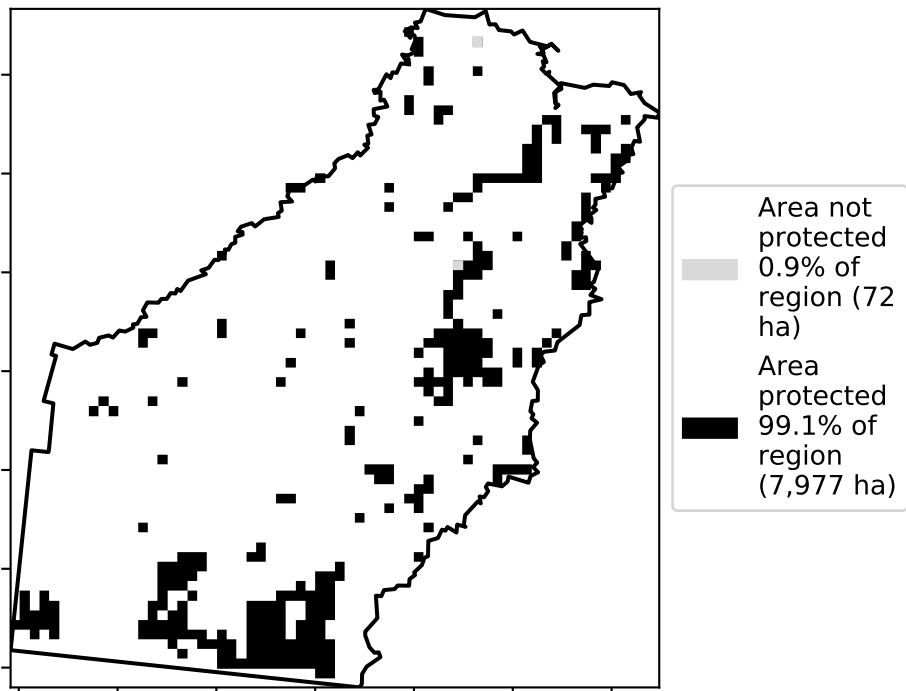 Area not
protected
0.9% of
region (72
ha)
Area
protected
99.1% of
region
(7,977 ha)